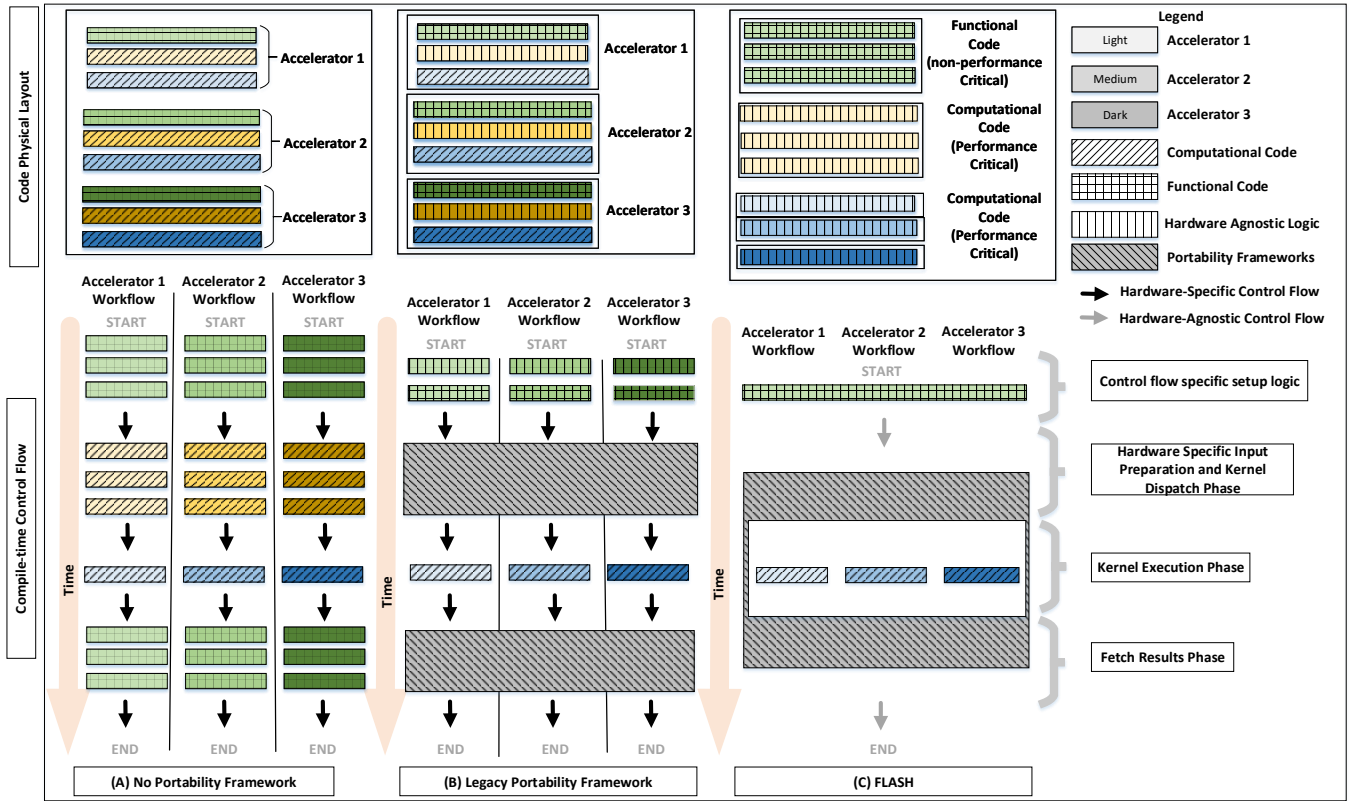 Code Physical Layout
Accelerator 1
Accelerator 2
Accelerator 3
Accelerator 1
Accelerator 2
Accelerator 3
Functional
Code
(non-performance
Critical)
Computational
Code
(Performance
Critical)
Computational
Code
(Performance
Critical)
Legend
Light
Accelerator 1
Medium
Accelerator 2
Dark
Accelerator 3
Computational Code
Functional Code
Hardware Agnostic Logic
Portability Frameworks
Hardware-Specific Control Flow
Hardware-Agnostic Control Flow
Compile-time Control Flow
Time
Accelerator 1
Workflow
START
END
Accelerator 2
Workflow
START
END
Accelerator 3
Workflow
START
END
(A) No Portability Framework
Time
Accelerator 1
Workflow
START
END
Accelerator 2
Workflow
START
END
Accelerator 3
Workflow
START
END
(B) Legacy Portability Framework
Time
Accelerator 1
Workflow
Accelerator 2
Workflow
Accelerator 3
Workflow
START
END
(C) FLASH
Control flow specific setup logic
Hardware Specific Input
Preparation and Kernel
Dispatch Phase
Kernel Execution Phase
Fetch Results Phase